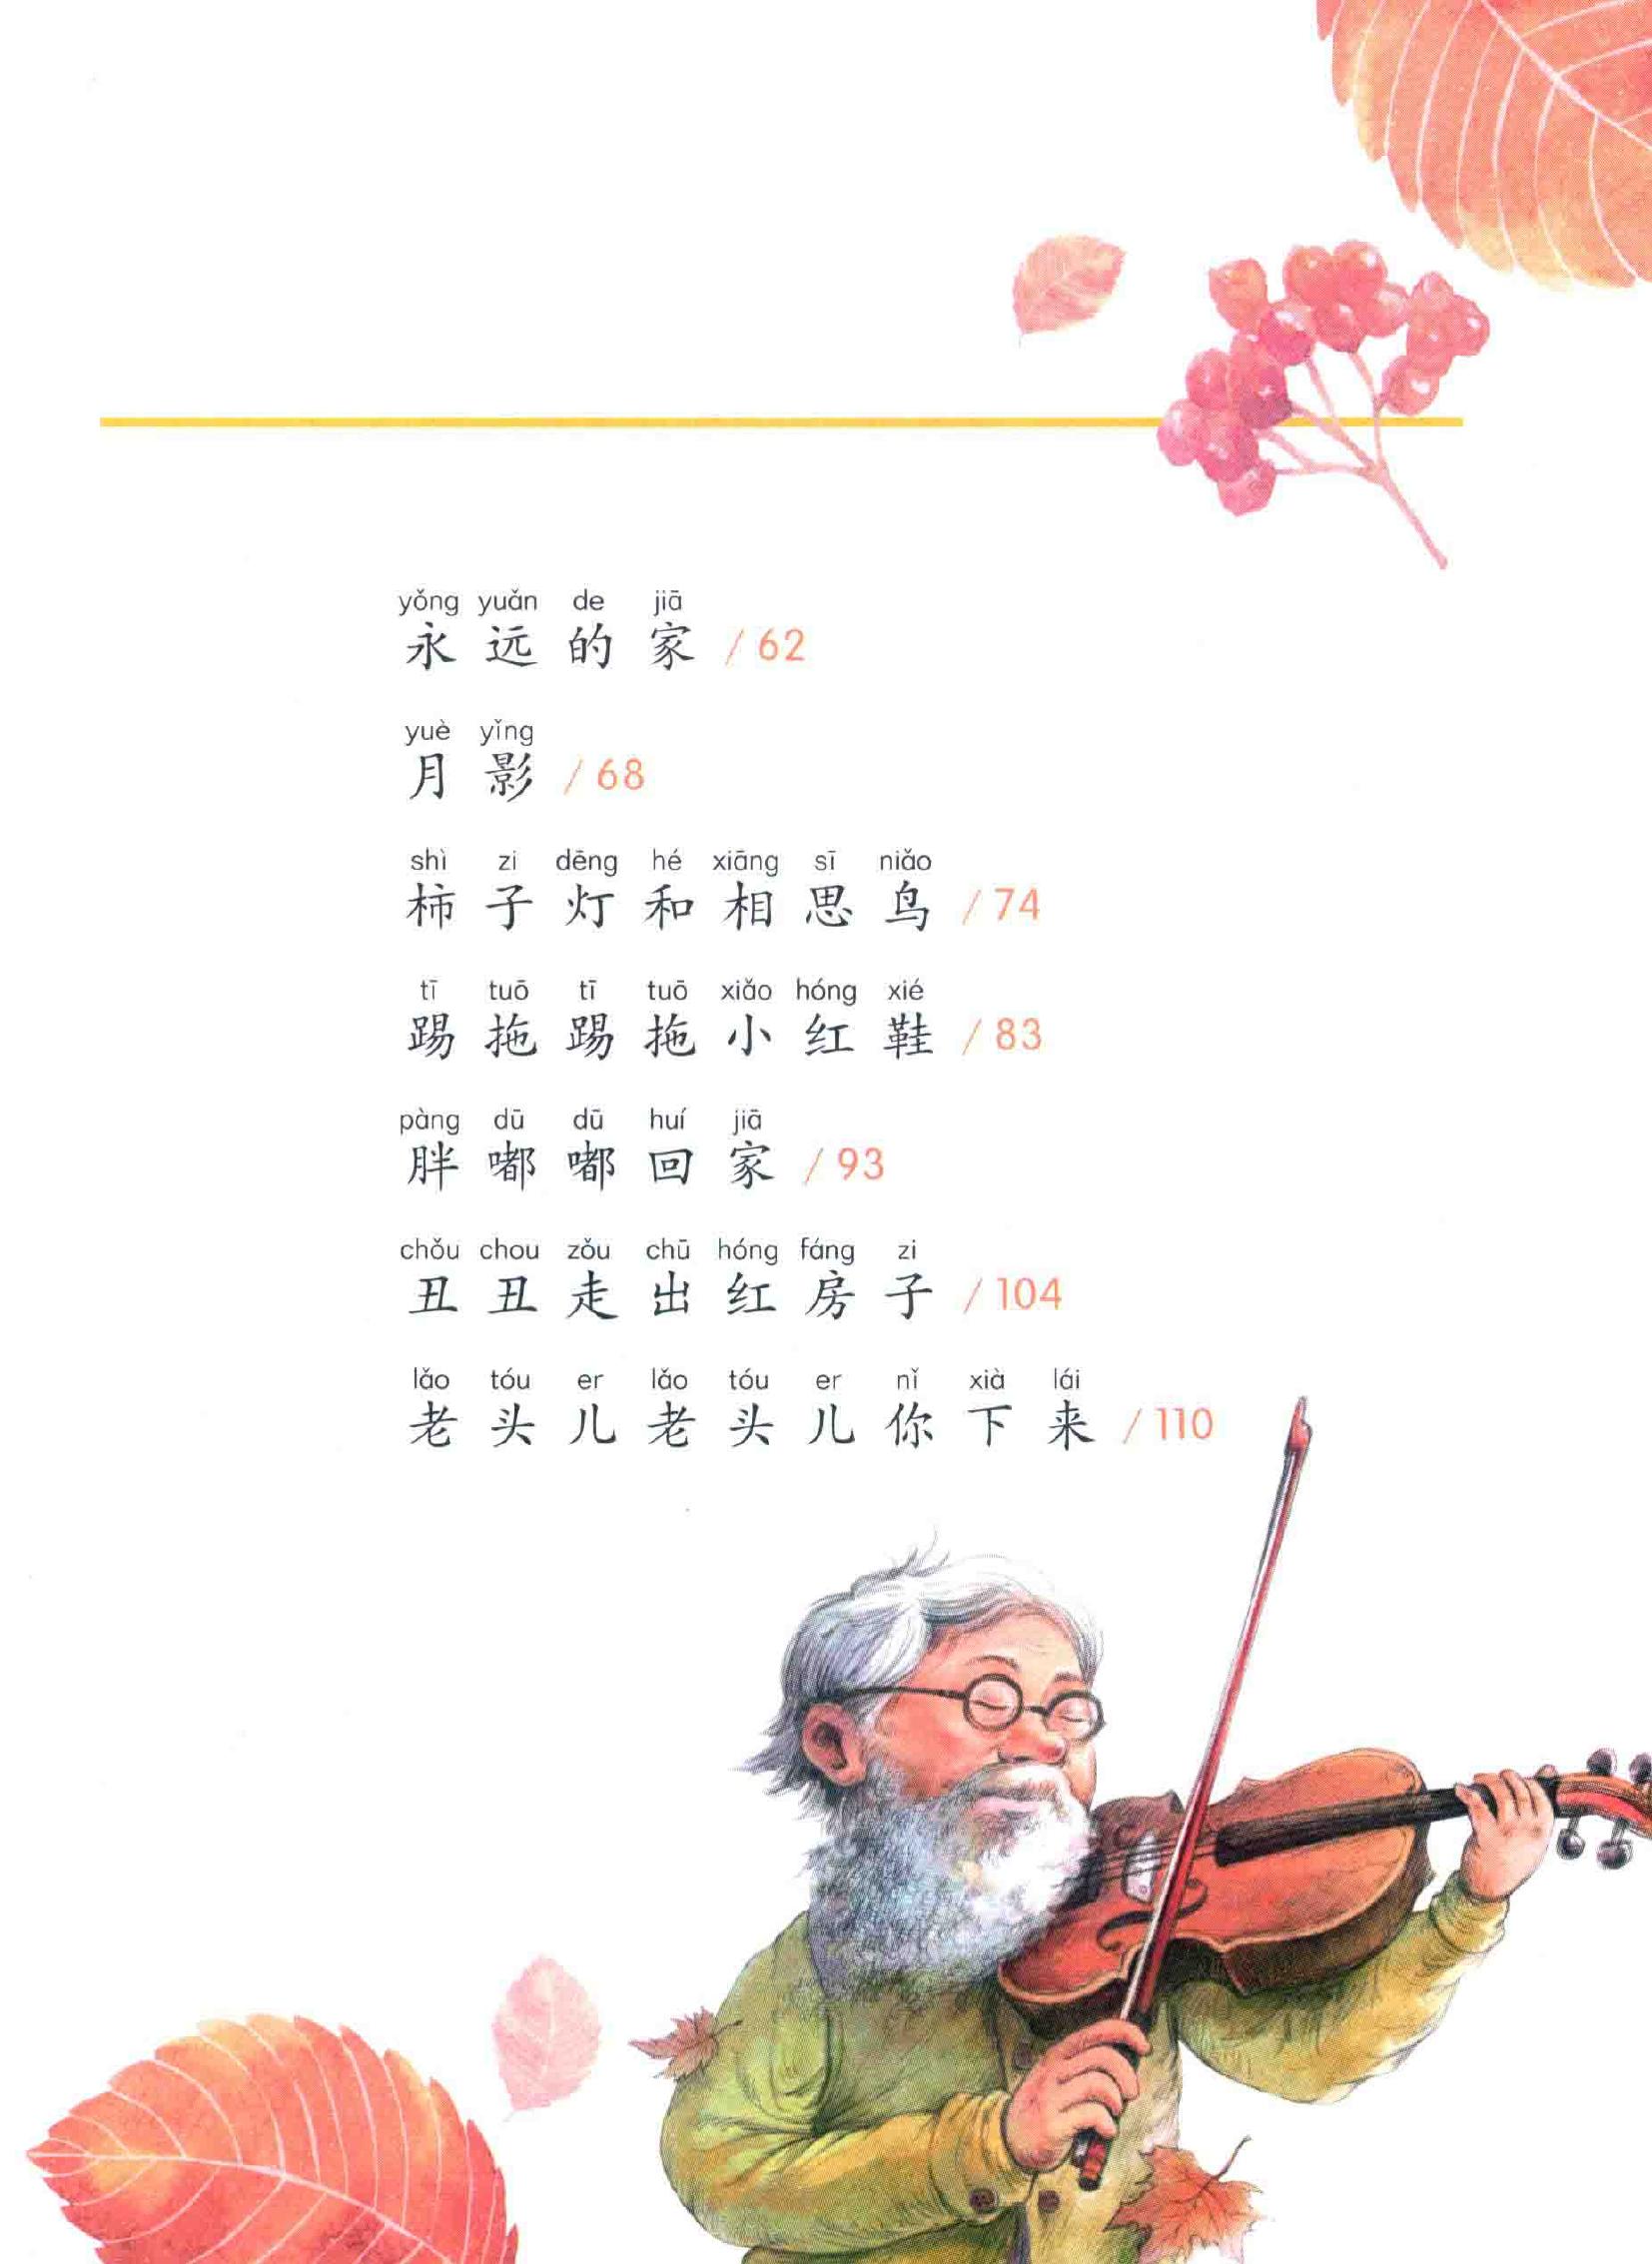 yǒng yuǎn de jiā
永远的家 / 62
yuè yǐng
月影 / 68
shì zi dēng hé xiāng sī niǎo
柿子灯和相思鸟 / 74
tī tuō tī tuō xiǎo hóng xié
踢拖踢拖小红鞋 / 83
pàng dū dū huí jiā
胖嘟嘟回家 / 93
chǒu chou zǒu chū hóng fáng zi
丑丑走出红房子 / 104
lǎo tóu er lǎo tóu er nǐ xià lái
老头儿老头儿你下来 / 110